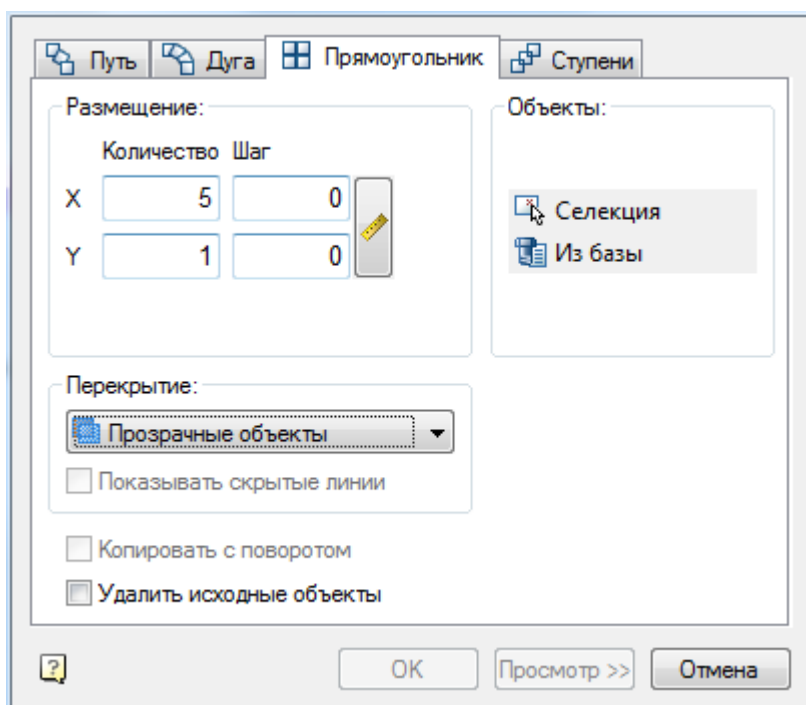 Путь Дуга Прямоугольник Ступени
Размещение:
Количество Шаг
X 5 0
Y 1 0
Объекты:
Селекция
Из базы
Перекрытие:
Прозрачные объекты
Показывать скрытые линии
Копировать с поворотом
Удалить исходные объекты
? OK Просмотр >> Отмена